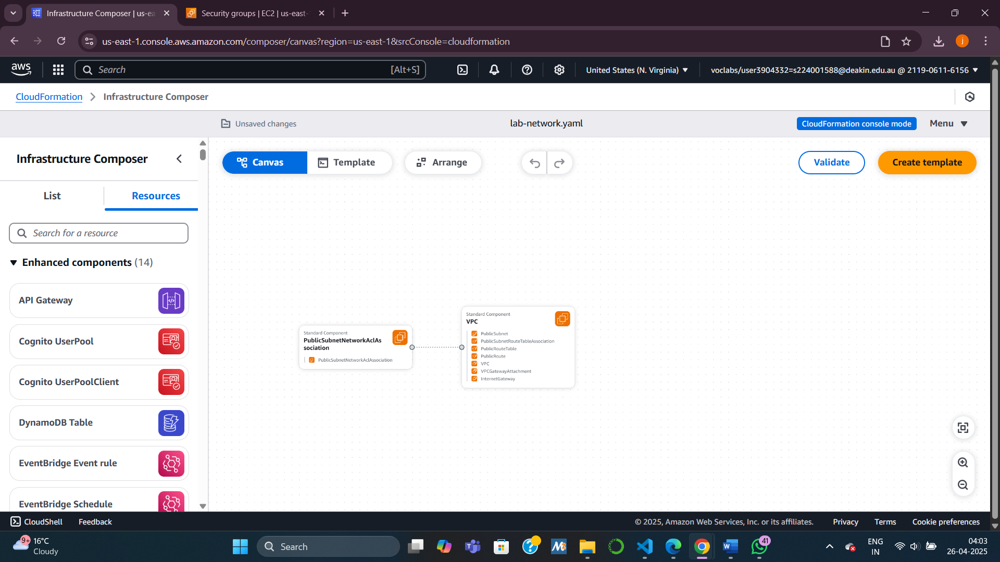 Infrastructure Composer | us-ea
Security groups | EC2 | us-east-
us-east-1.console.aws.amazon.com/composer/canvas?region=us-east-1&srcConsole=cloudformation
j
aws
Search
[Alt+S]
United States (N. Virginia)
voclabs/user3904332=s224001588@deakin.edu.au @ 2119-0611-6156
CloudFormation
Infrastructure Composer
Unsaved changes
lab-network.yaml
CloudFormation console mode
Menu
Infrastructure Composer
Canvas
Template
Arrange
Validate
Create template
List
Resources
Search for a resource
Enhanced components (14)
API Gateway
Cognito UserPool
Cognito UserPoolClient
DynamoDB Table
EventBridge Event rule
EventBridge Schedule
Standard Component
PublicSubnetNetworkAclAs
sociation
PublicSubnetNetworkAclAssociation
Standard Component
VPC
PublicSubnet
PublicSubnetRouteTableAssociation
PublicRouteTable
PublicRoute
VPC
VPCGatewayAttachment
InternetGateway
CloudShell
Feedback
© 2025, Amazon Web Services, Inc. or its affiliates.
Privacy
Terms
Cookie preferences
9+
16°C
Cloudy
Search
41
ENG
IN
04:03
26-04-2025